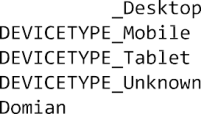 _Desktop
DEVICETYPE_Mobile
DEVICETYPE_Tablet
DEVICETYPE_Unknown
Domian